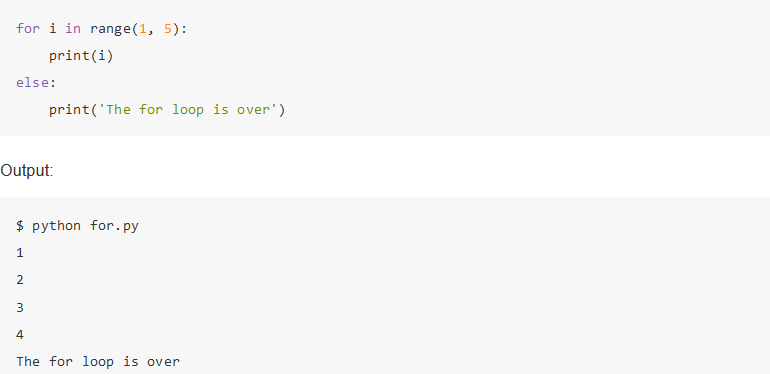 for i in range(1, 5):
    print(i)
else:
    print('The for loop is over')
Output:
$ python for.py
1
2
3
4
The for loop is over